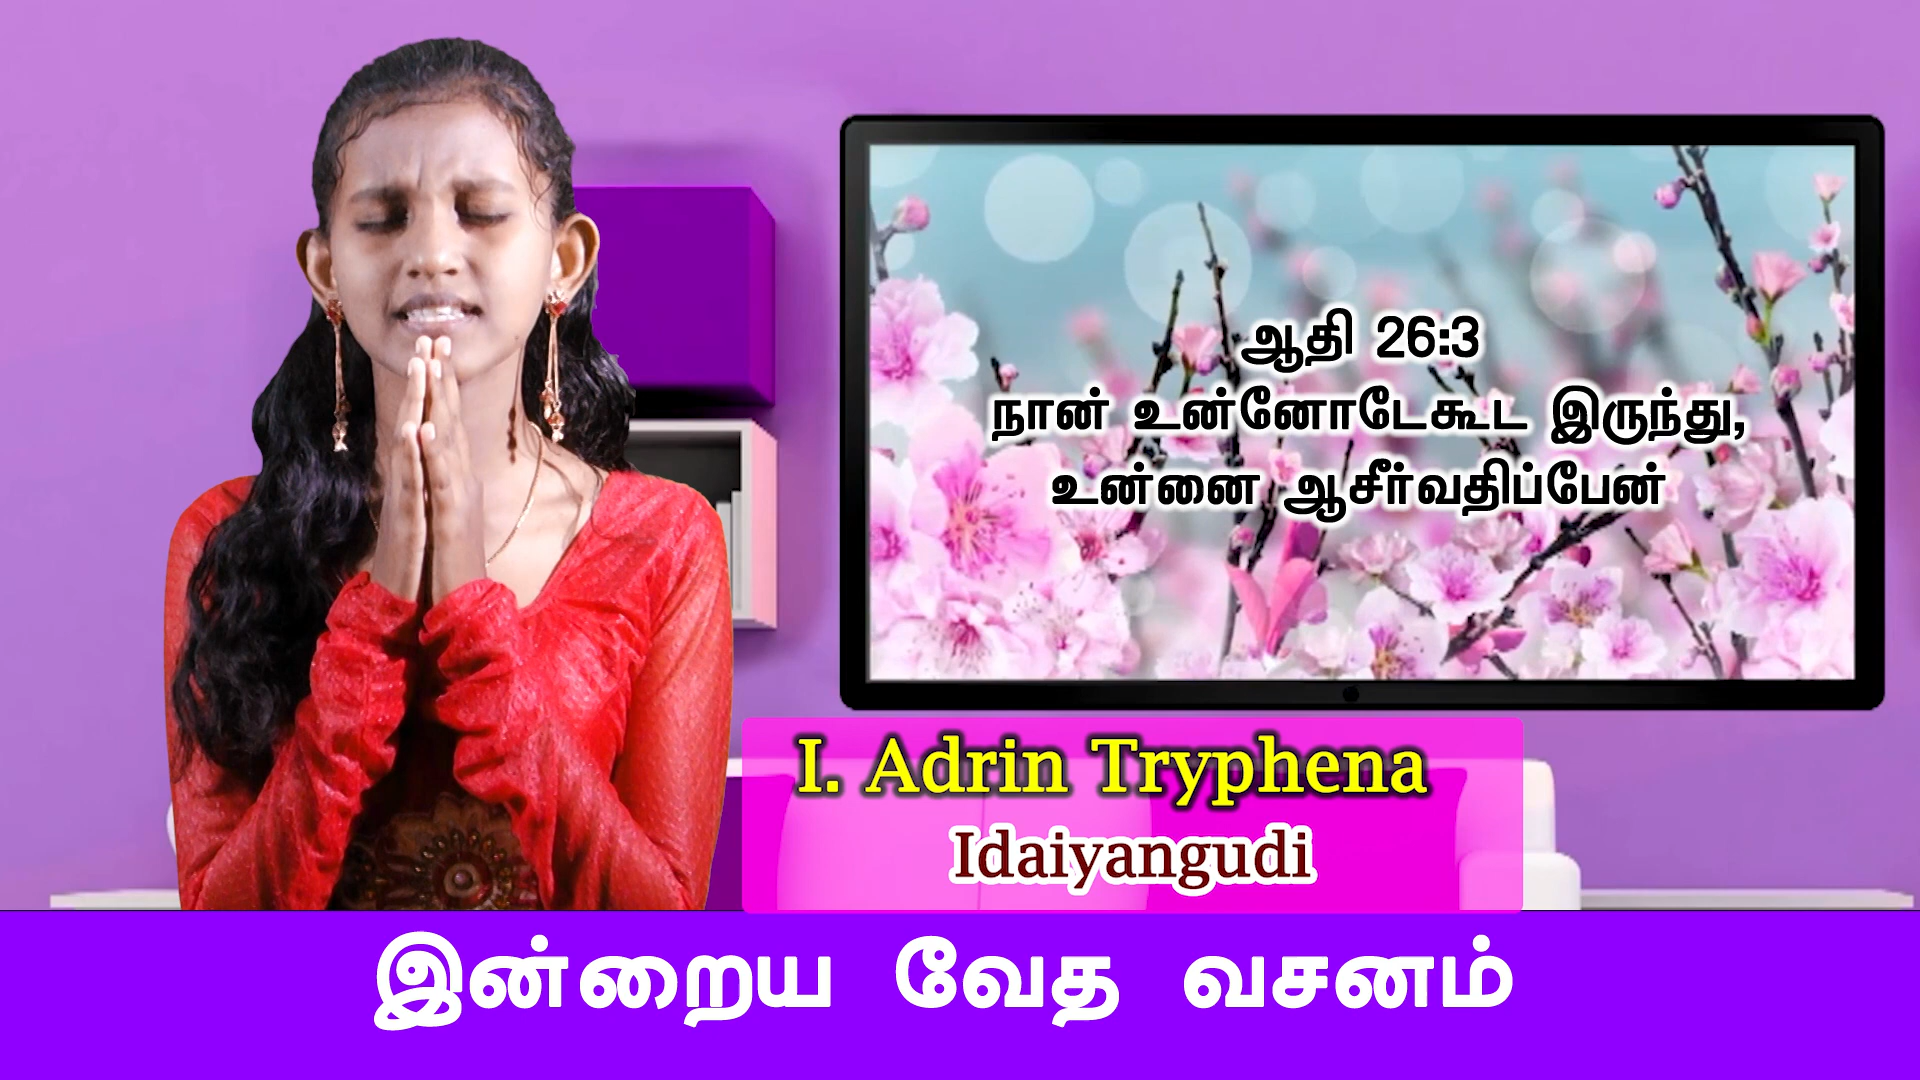 ஆதி 26:3
நான் உன்னோடேகூட இருந்து,
உன்னை ஆசீர்வதிப்பேன்
I. Adrin Tryphena
Idaiyangudi
இன்றைய வேத வசனம்